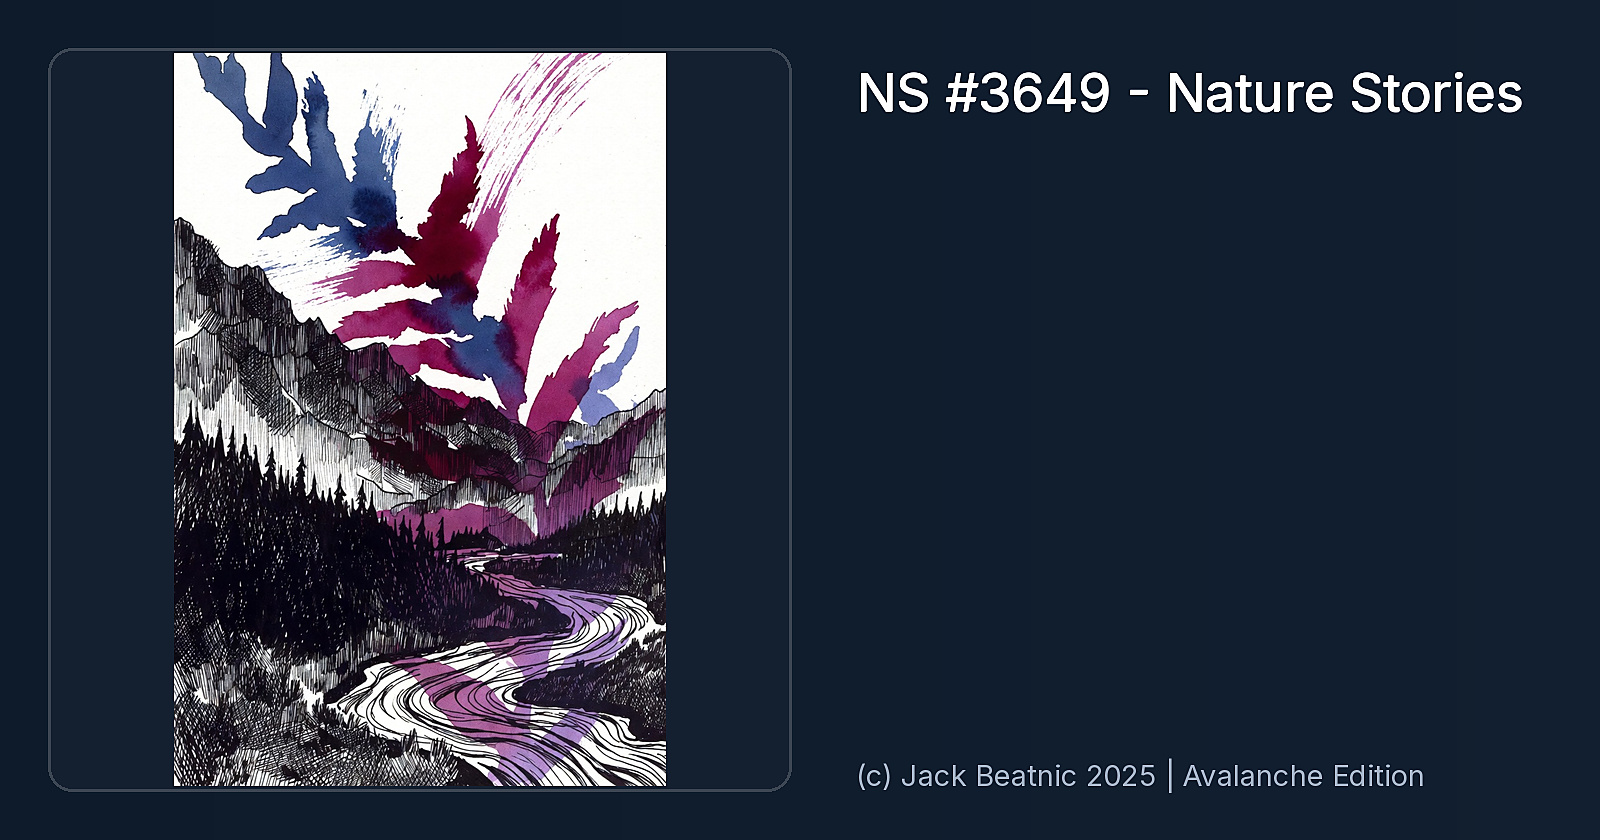 NS #3649 - Nature Stories
(c) Jack Beatnic 2025 | Avalanche Edition